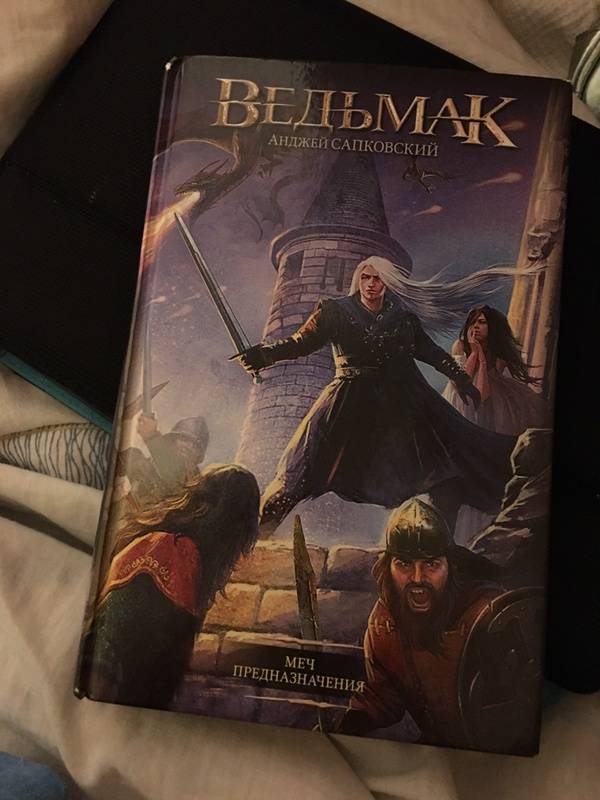 ВЕДЬМАК
АНДЖЕЙ САПКОВСКИЙ
МЕЧ
ПРЕДНАЗНАЧЕНИЯ